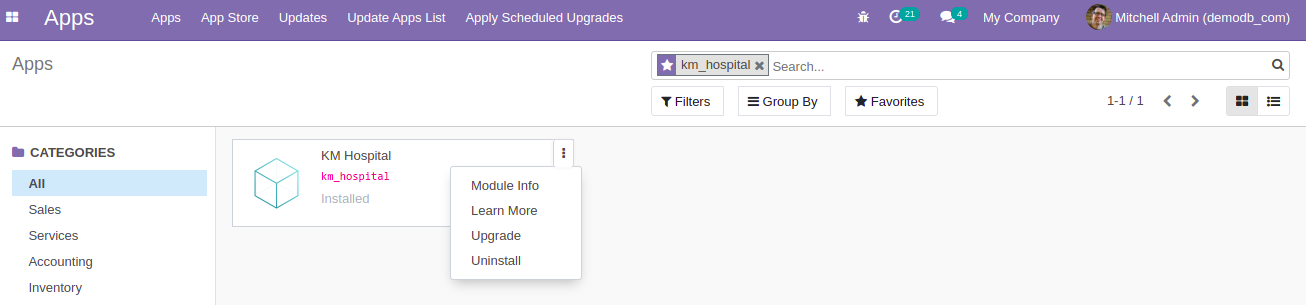 Apps Apps App Store Updates Update Apps List Apply Scheduled Upgrades 21 4 My Company Mitchell Admin (demodb_com)
Apps km_hospital Search...
Filters Group By Favorites 1-1 / 1
CATEGORIES
All
Sales
Services
Accounting
Inventory
KM Hospital
km_hospital
Installed
Module Info
Learn More
Upgrade
Uninstall